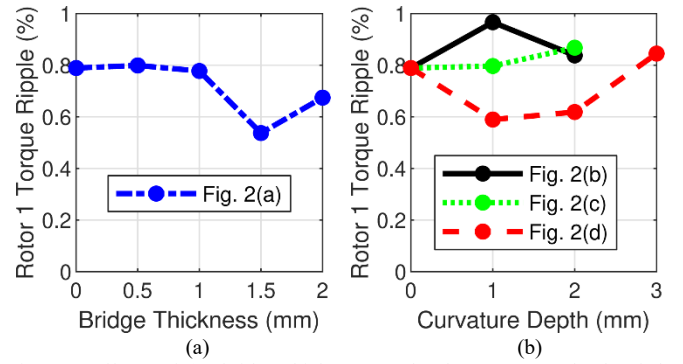 Rotor 1 Torque Ripple (%)
1
0.8
0.6
0.4
0.2
0
Fig. 2(a)
0 0.5 1 1.5 2
Bridge Thickness (mm)
(a)
Rotor 1 Torque Ripple (%)
1
0.8
0.6
0.4
0.2
0
Fig. 2(b)
Fig. 2(c)
Fig. 2(d)
0 1 2 3
Curvature Depth (mm)
(b)